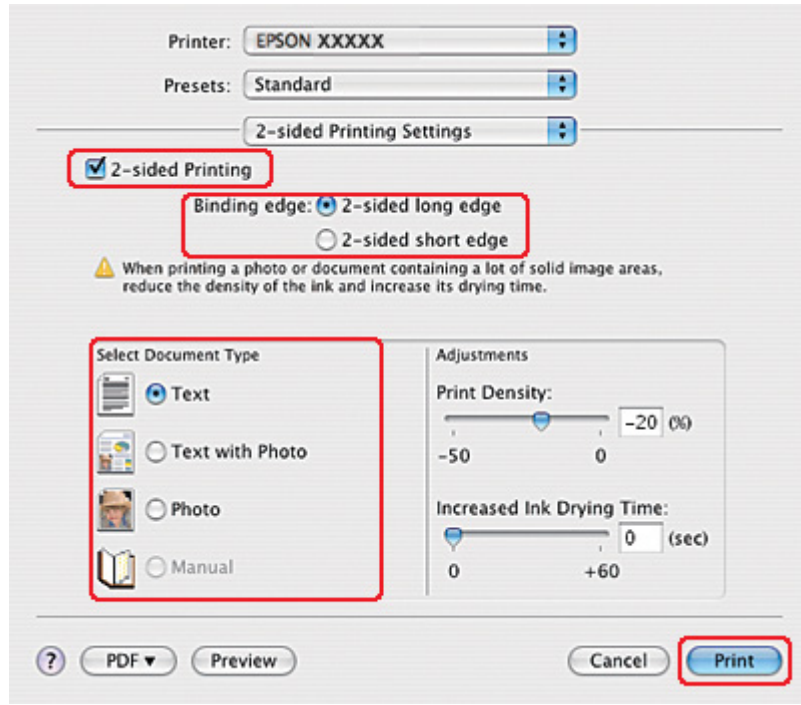 Printer: EPSON XXXXX
Presets: Standard
2-sided Printing Settings
2-sided Printing
Binding edge: 2-sided long edge
2-sided short edge
When printing a photo or document containing a lot of solid image areas,
reduce the density of the ink and increase its drying time.
Select Document Type
Text
Text with Photo
Photo
Manual
Adjustments
Print Density:
-20 (%)
-50 0
Increased Ink Drying Time:
0 (sec)
0 +60
? PDF ▼ Preview Cancel Print